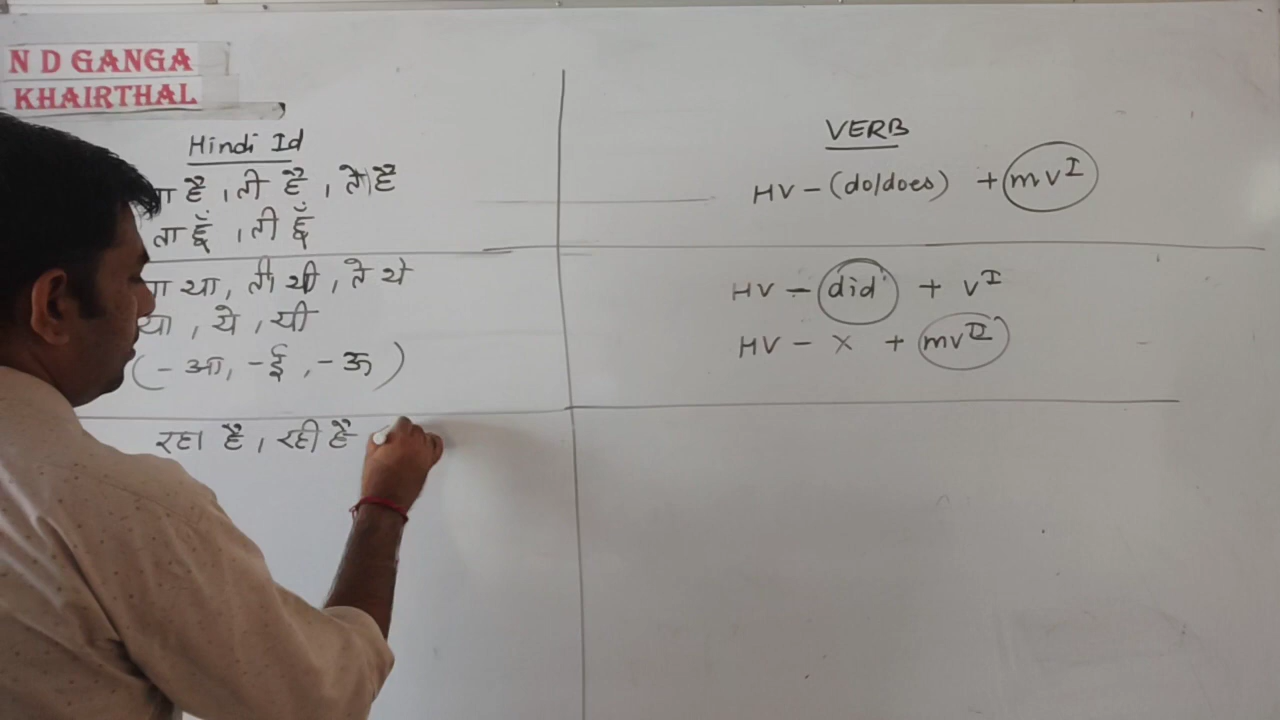 N D GANGA
KHAIRTHAL
Hindi Id
ता है, ती है, ते है
ता हूँ, ती हूँ
ता था, ती थी, ते थे
था, थे, थी
(-आ, -ई, -ऊ)
रहा है, रही है
VERB
HV - (do/does) + mv I
HV - did + v I
HV - x + mv II